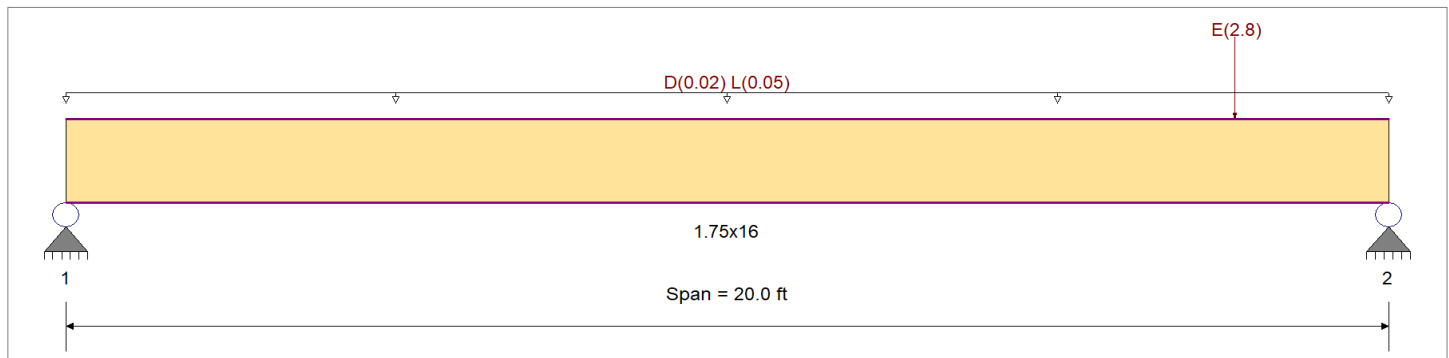 E(2.8)
D(0.02) L(0.05)
1.75x16
1
2
Span = 20.0 ft